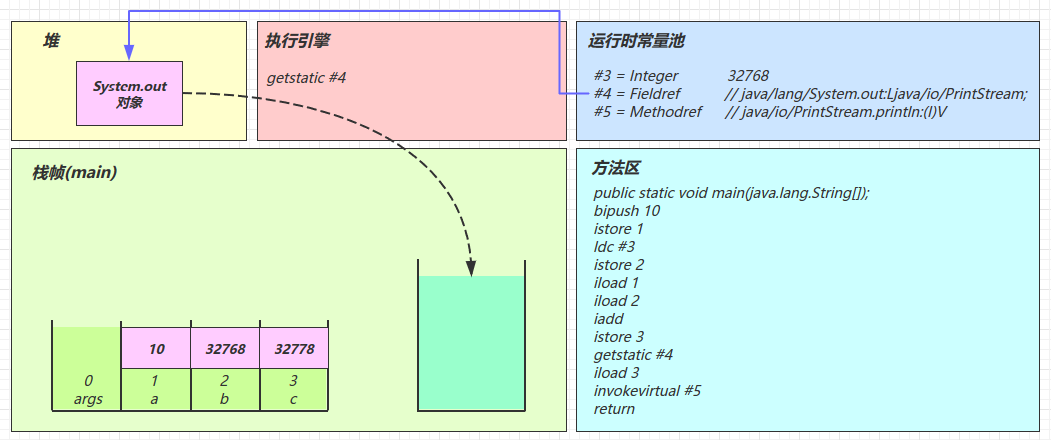 堆
System.out
对象
执行引擎
getstatic #4
运行时常量池
#3 = Integer 32768
#4 = Fieldref // java/lang/System.out:Ljava/io/PrintStream;
#5 = Methodref // java/io/PrintStream.println:(I)V
栈帧(main)
10 32768 32778
0 1 2 3
args a b c
方法区
public static void main(java.lang.String[]);
bipush 10
istore 1
ldc #3
istore 2
iload 1
iload 2
iadd
istore 3
getstatic #4
iload 3
invokevirtual #5
return